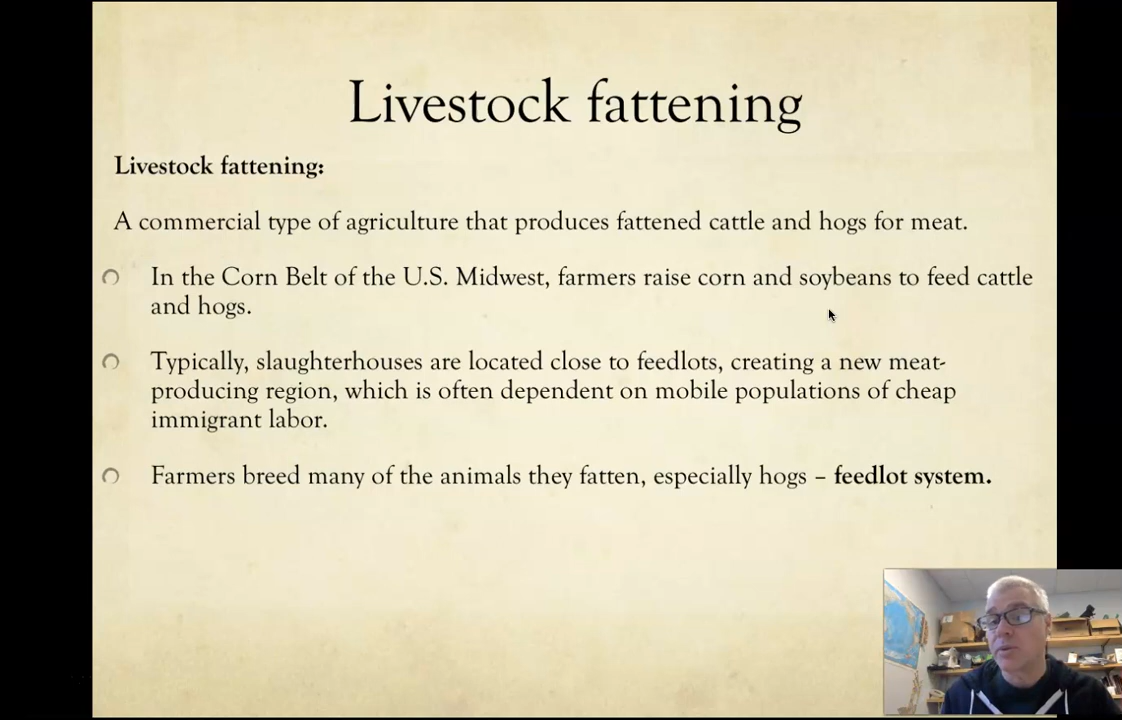 Livestock fattening
Livestock fattening:
A commercial type of agriculture that produces fattened cattle and hogs for meat.
In the Corn Belt of the U.S. Midwest, farmers raise corn and soybeans to feed cattle
and hogs.
Typically, slaughterhouses are located close to feedlots, creating a new meat-
producing region, which is often dependent on mobile populations of cheap
immigrant labor.
Farmers breed many of the animals they fatten, especially hogs – feedlot system.